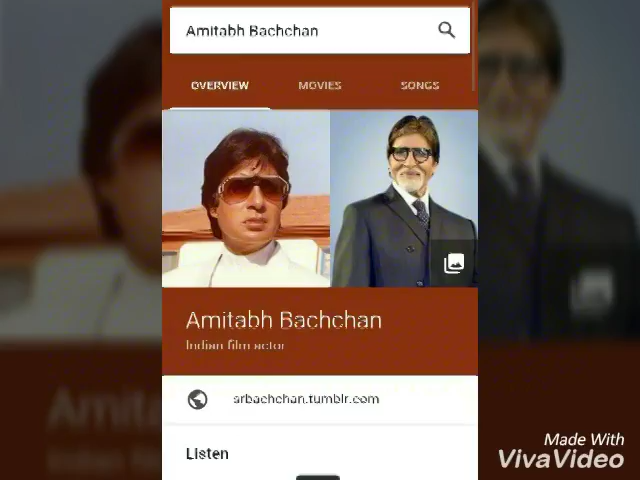 Amitabh Bachchan
OVERVIEW
MOVIES
SONGS
Amitabh Bachchan
Indian film actor
srbachchan.tumblr.com
Listen
Made With
VivaVideo